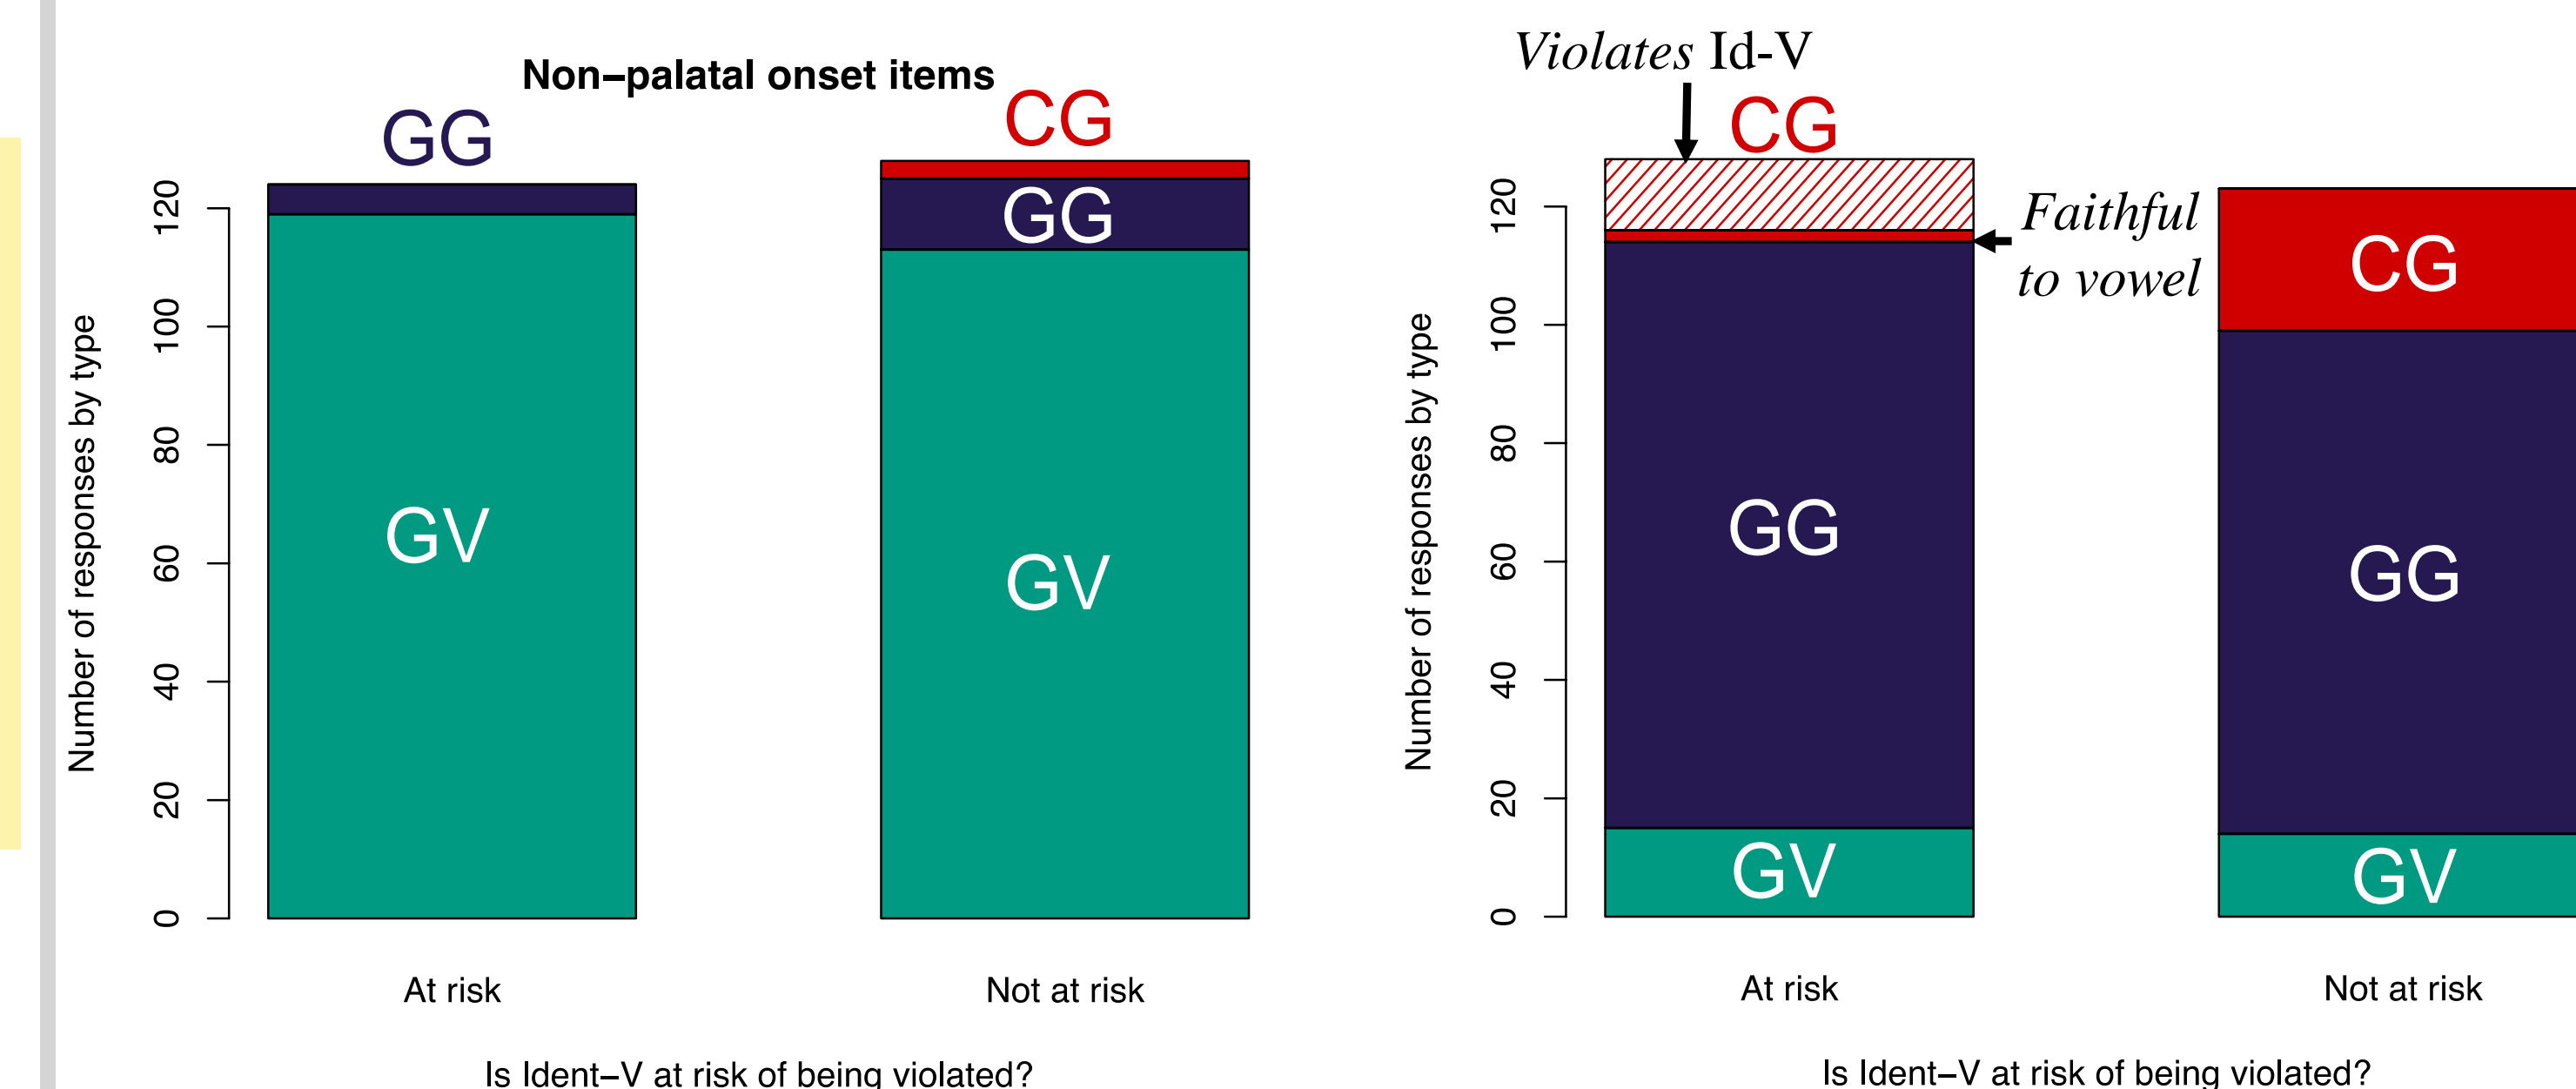 Non−palatal onset items
GG
CG
GG
GV
GV
Number of responses by type
0
20
40
60
80
100
120
At risk
Not at risk
Is Ident−V at risk of being violated?
Violates Id-V
CG
Faithful
to vowel
CG
GG
GG
GV
GV
Number of responses by type
0
20
40
60
80
100
120
At risk
Not at risk
Is Ident−V at risk of being violated?